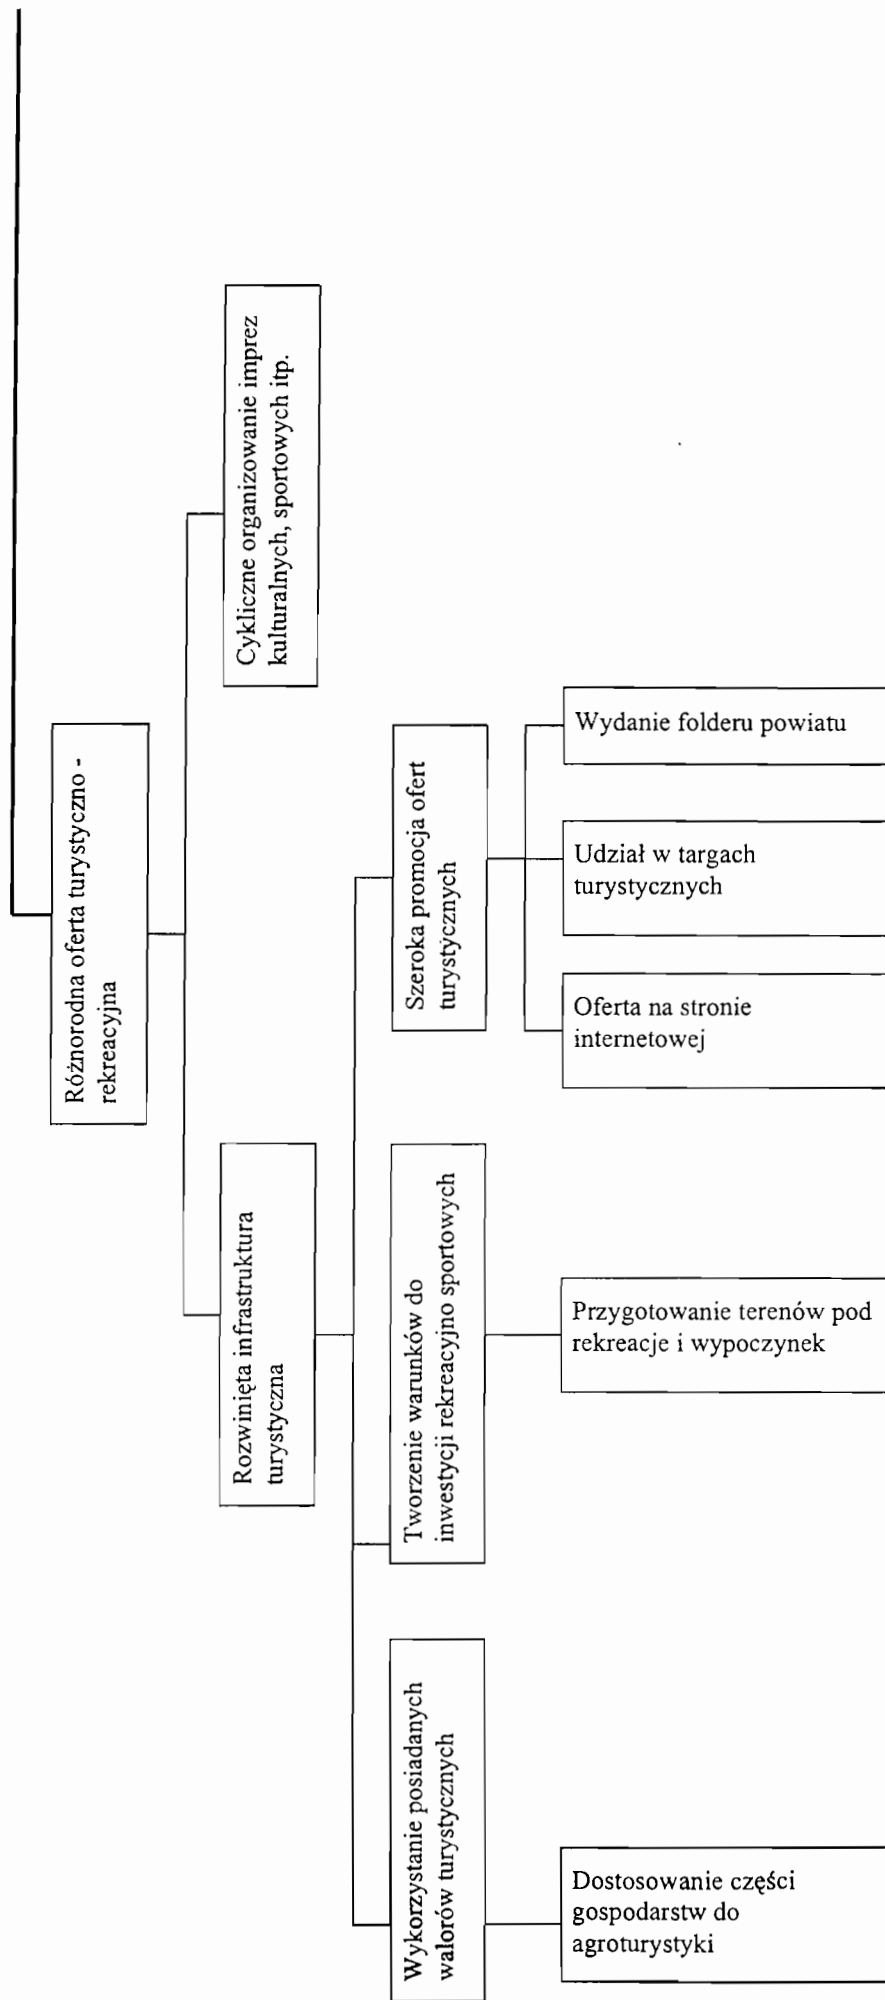 Różnorodna oferta turystyczno -
rekreacyjna
Rozwinięta infrastruktura
turystyczna
Cykliczne organizowanie imprez
kulturalnych, sportowych itp.
Wykorzystanie posiadanych
walorów turystycznych
Tworzenie warunków do
inwestycji rekreacyjno sportowych
Szeroka promocja ofert
turystycznych
Dostosowanie części
gospodarstw do
agroturystyki
Przygotowanie terenów pod
rekreacje i wypoczynek
Oferta na stronie
internetowej
Udział w targach
turystycznych
Wydanie folderu powiatu